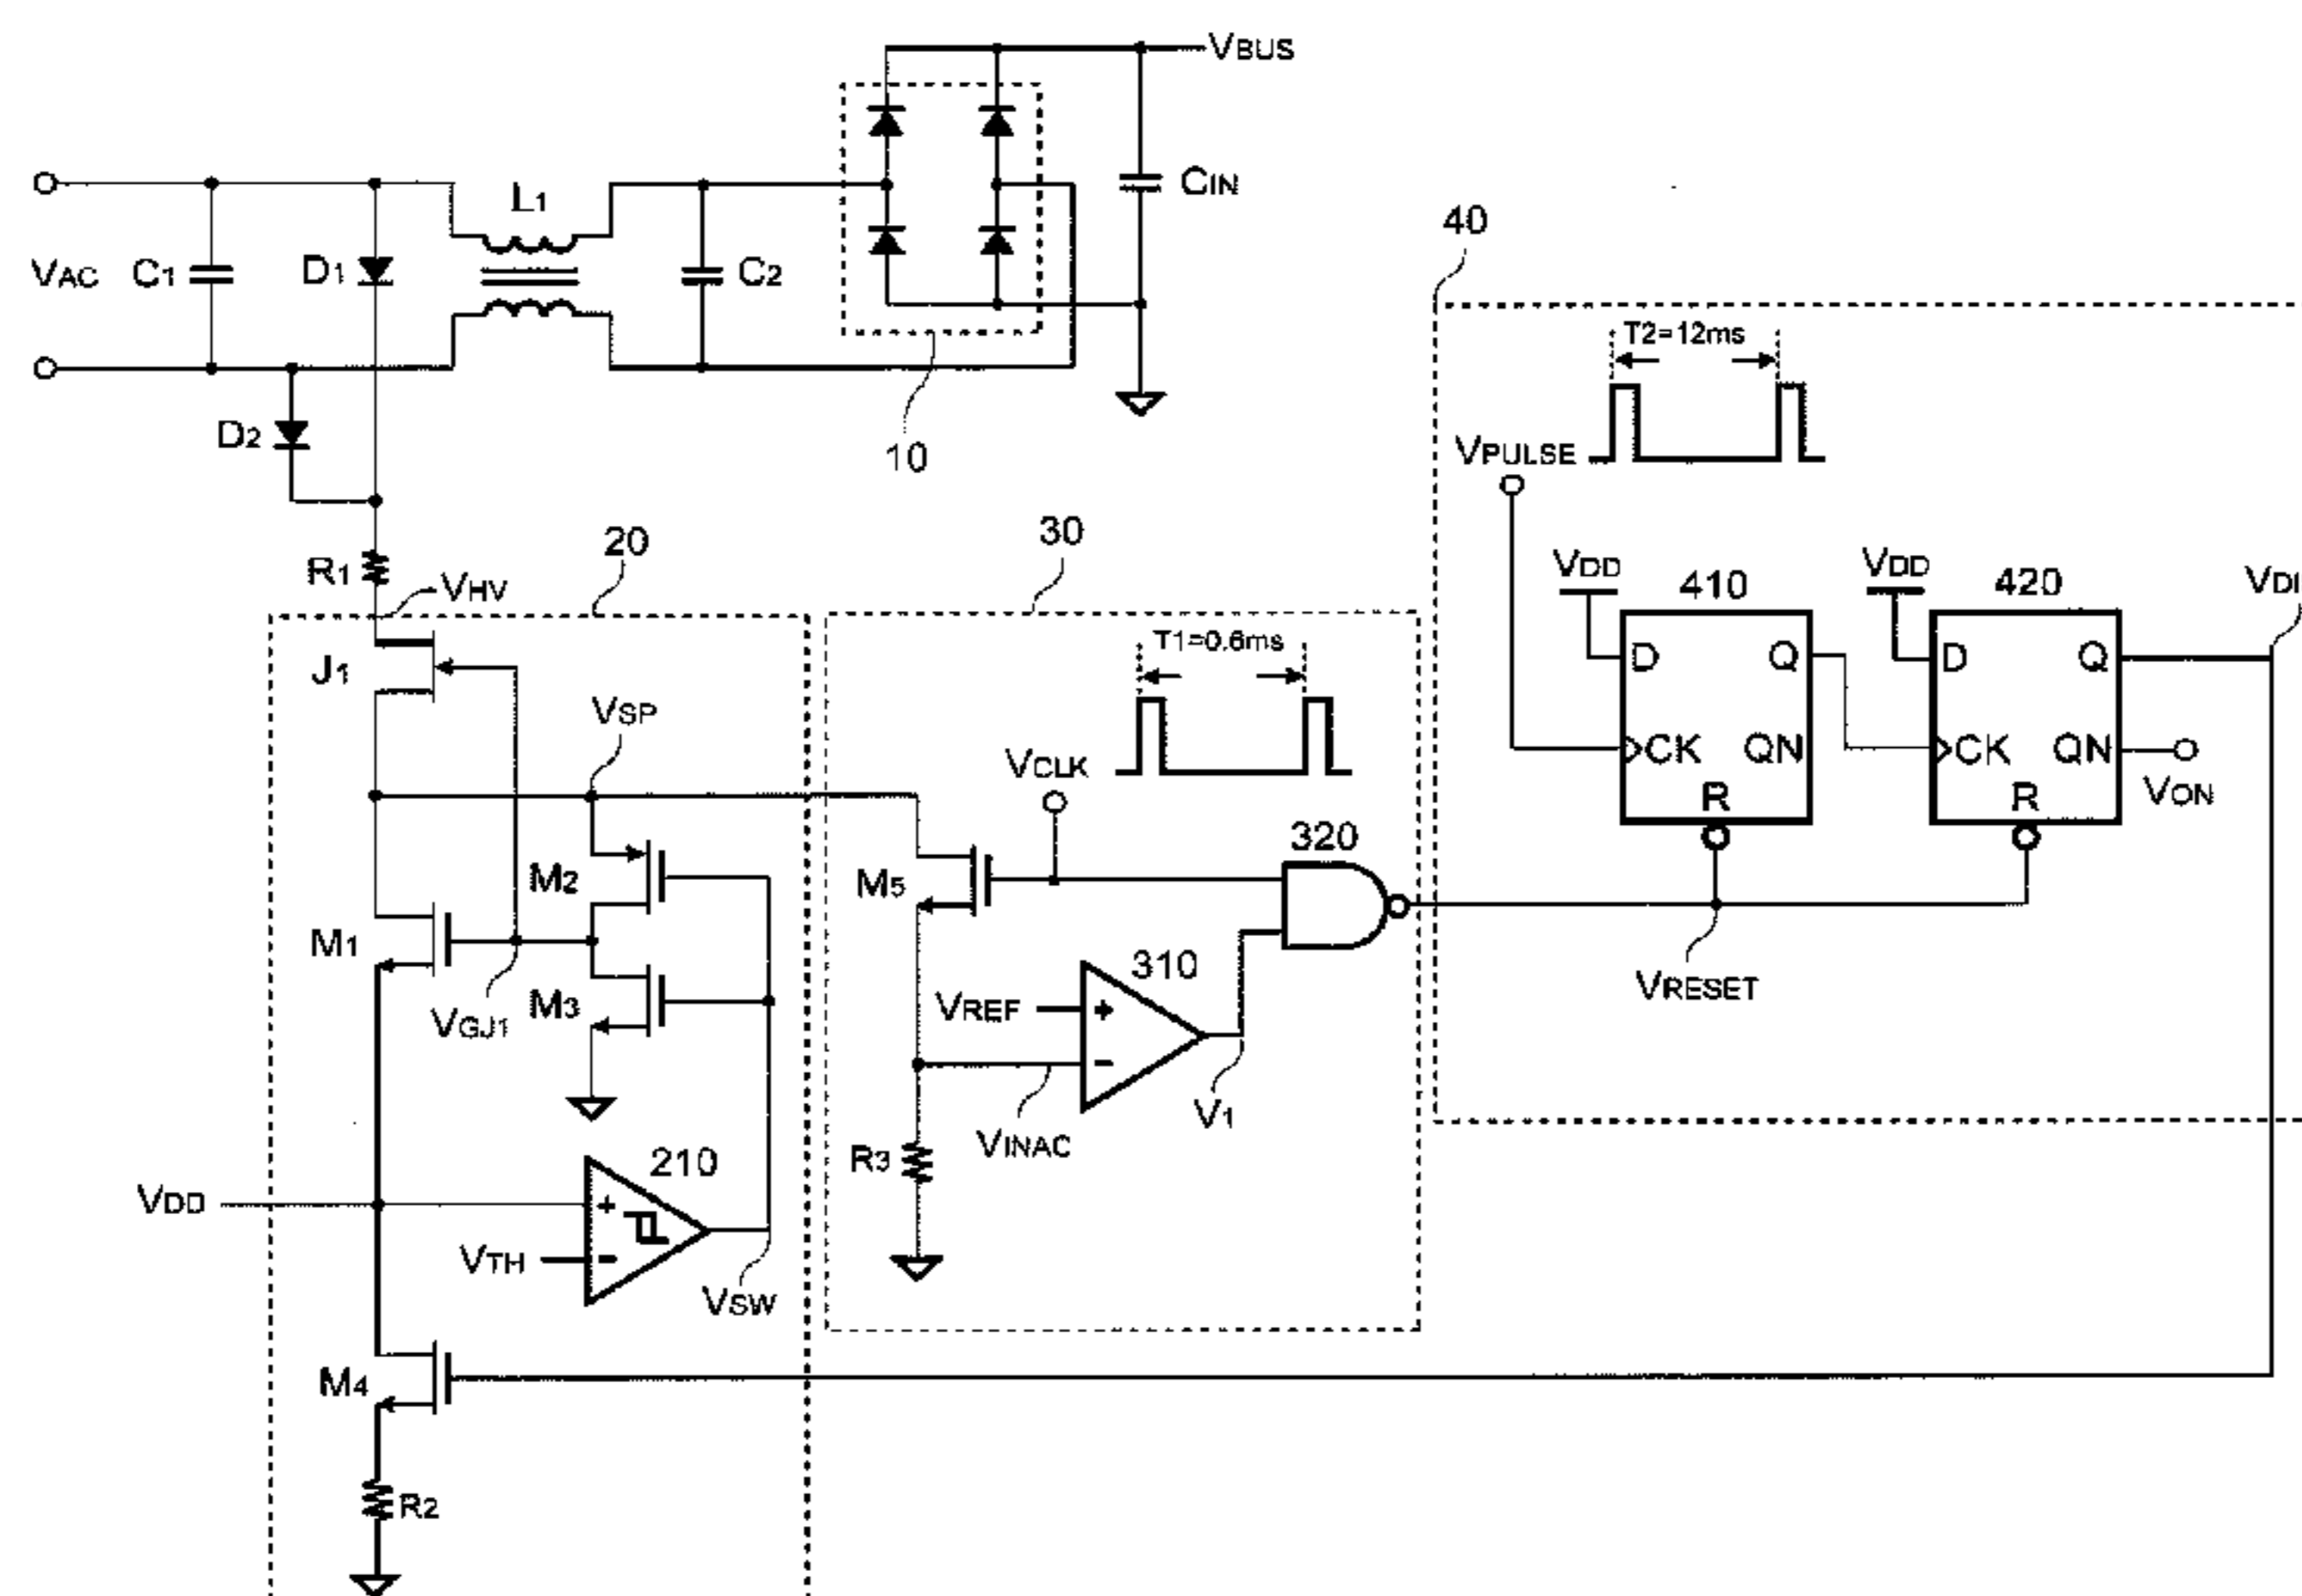 VBUS
CIN
L1
VAC
C1
D1
C2
40
T2=12ms
D2
10
VPULSE
R1
VHV
20
30
VDD
410
VDD
420
VDI
J1
T1=0.6ms
D
Q
D
Q
VSP
VCLK
CK
QN
CK
QN
VON
R
R
M2
M5
320
M1
VGJ1
M3
VREF
+
310
-
VRESET
V1
VINAC
R3
VDD
+
210
VTH
-
VSW
M4
R2